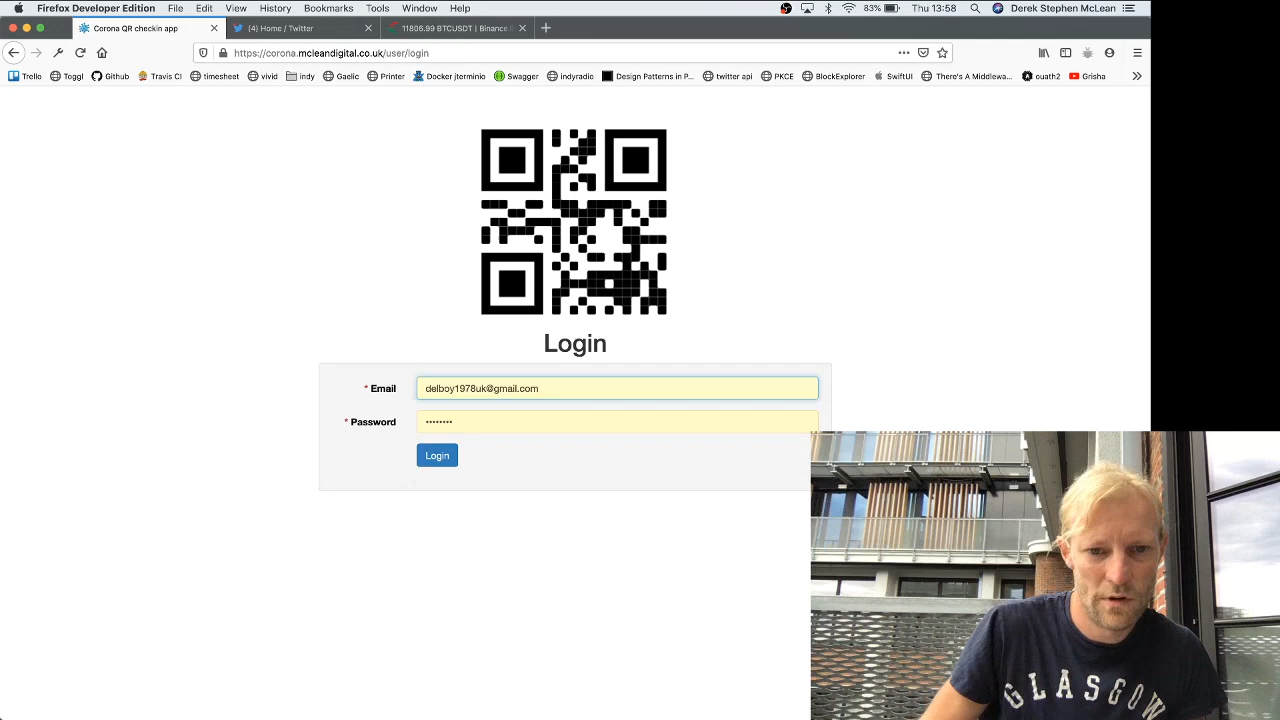 Firefox Developer Edition File Edit View History Bookmarks Tools Window Help 83% Thu 13:58 Derek Stephen McLean
Corona QR checkin app (4) Home / Twitter 11806.99 BTCUSDT | Binance
https://corona.mcleandigital.co.uk/user/login
Trello Toggl Github Travis CI timesheet vivid indy Gaelic Printer Docker jterminio Swagger indyradio Design Patterns in P... twitter api PKCE BlockExplorer SwiftUI There's A Middlewa... ouath2 Grisha
Login
* Email delboy1978uk@gmail.com
* Password ••••••••
Login
GLASGOW